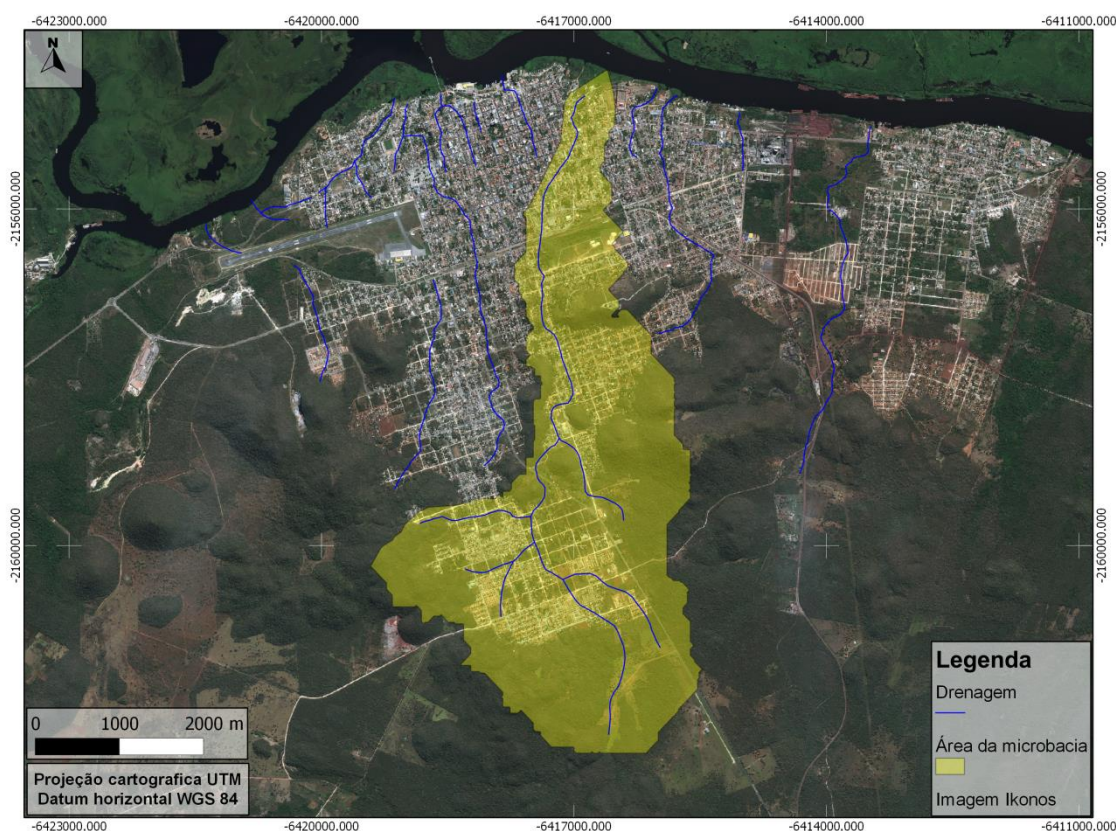 -6423000.000 -6420000.000 -6417000.000 -6414000.000 -6411000.000
N
-2156000.000 -2156000.000
-2160000.000 -2160000.000
Legenda
Drenagem
Área da microbacia
Imagem Ikonos
0 1000 2000 m
Projeção cartografica UTM
Datum horizontal WGS 84
-6423000.000 -6420000.000 -6417000.000 -6414000.000 -6411000.000